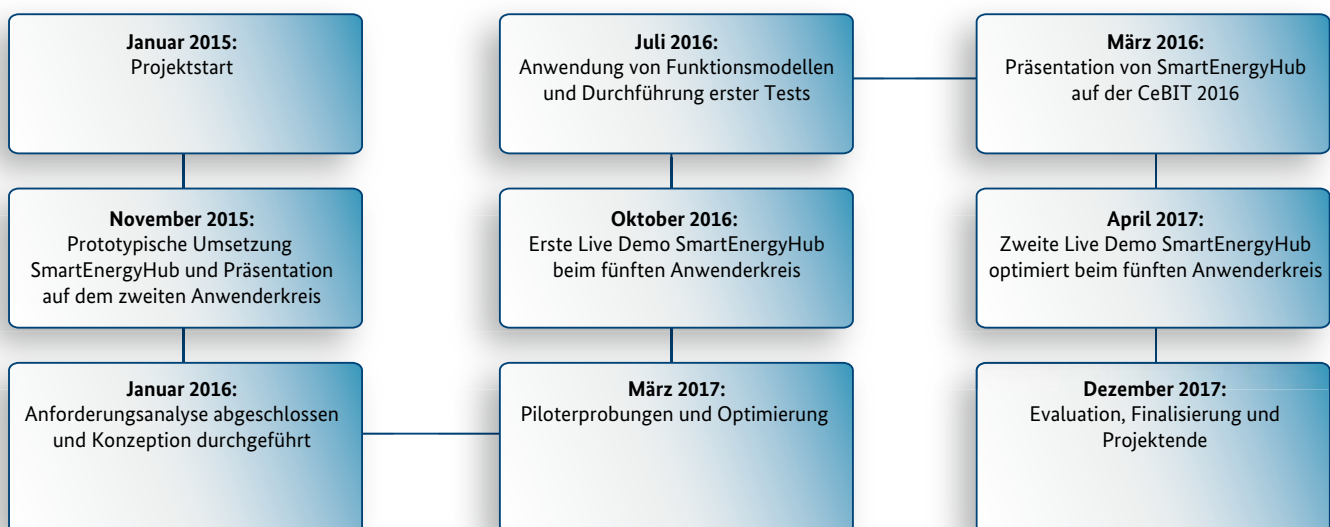 Januar 2015:
Projektstart
November 2015:
Prototypische Umsetzung
SmartEnergyHub und Präsentation
auf dem zweiten Anwenderkreis
Januar 2016:
Anforderungsanalyse abgeschlossen
und Konzeption durchgeführt
Juli 2016:
Anwendung von Funktionsmodellen
und Durchführung erster Tests
Oktober 2016:
Erste Live Demo SmartEnergyHub
beim fünften Anwenderkreis
März 2017:
Piloterprobungen und Optimierung
März 2016:
Präsentation von SmartEnergyHub
auf der CeBIT 2016
April 2017:
Zweite Live Demo SmartEnergyHub
optimiert beim fünften Anwenderkreis
Dezember 2017:
Evaluation, Finalisierung und
Projektende